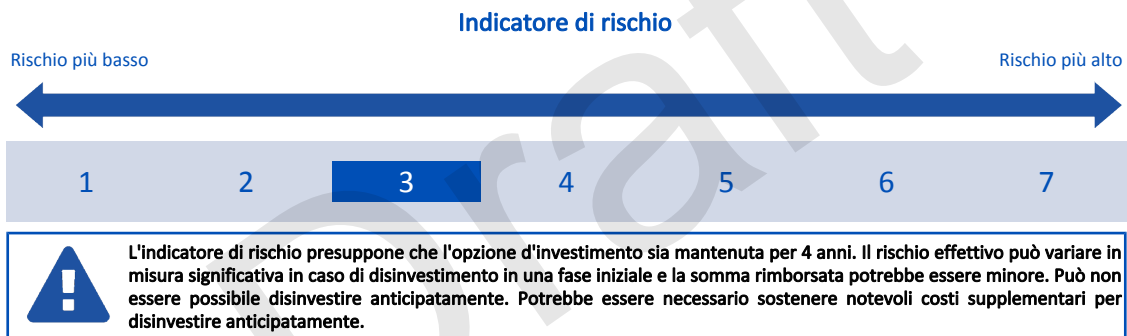 Indicatore di rischio
Rischio più basso
Rischio più alto
1 2 3 4 5 6 7
L'indicatore di rischio presuppone che l'opzione d'investimento sia mantenuta per 4 anni. Il rischio effettivo può variare in
misura significativa in caso di disinvestimento in una fase iniziale e la somma rimborsata potrebbe essere minore. Può non
essere possibile disinvestire anticipatamente. Potrebbe essere necessario sostenere notevoli costi supplementari per
disinvestire anticipatamente.
Draft